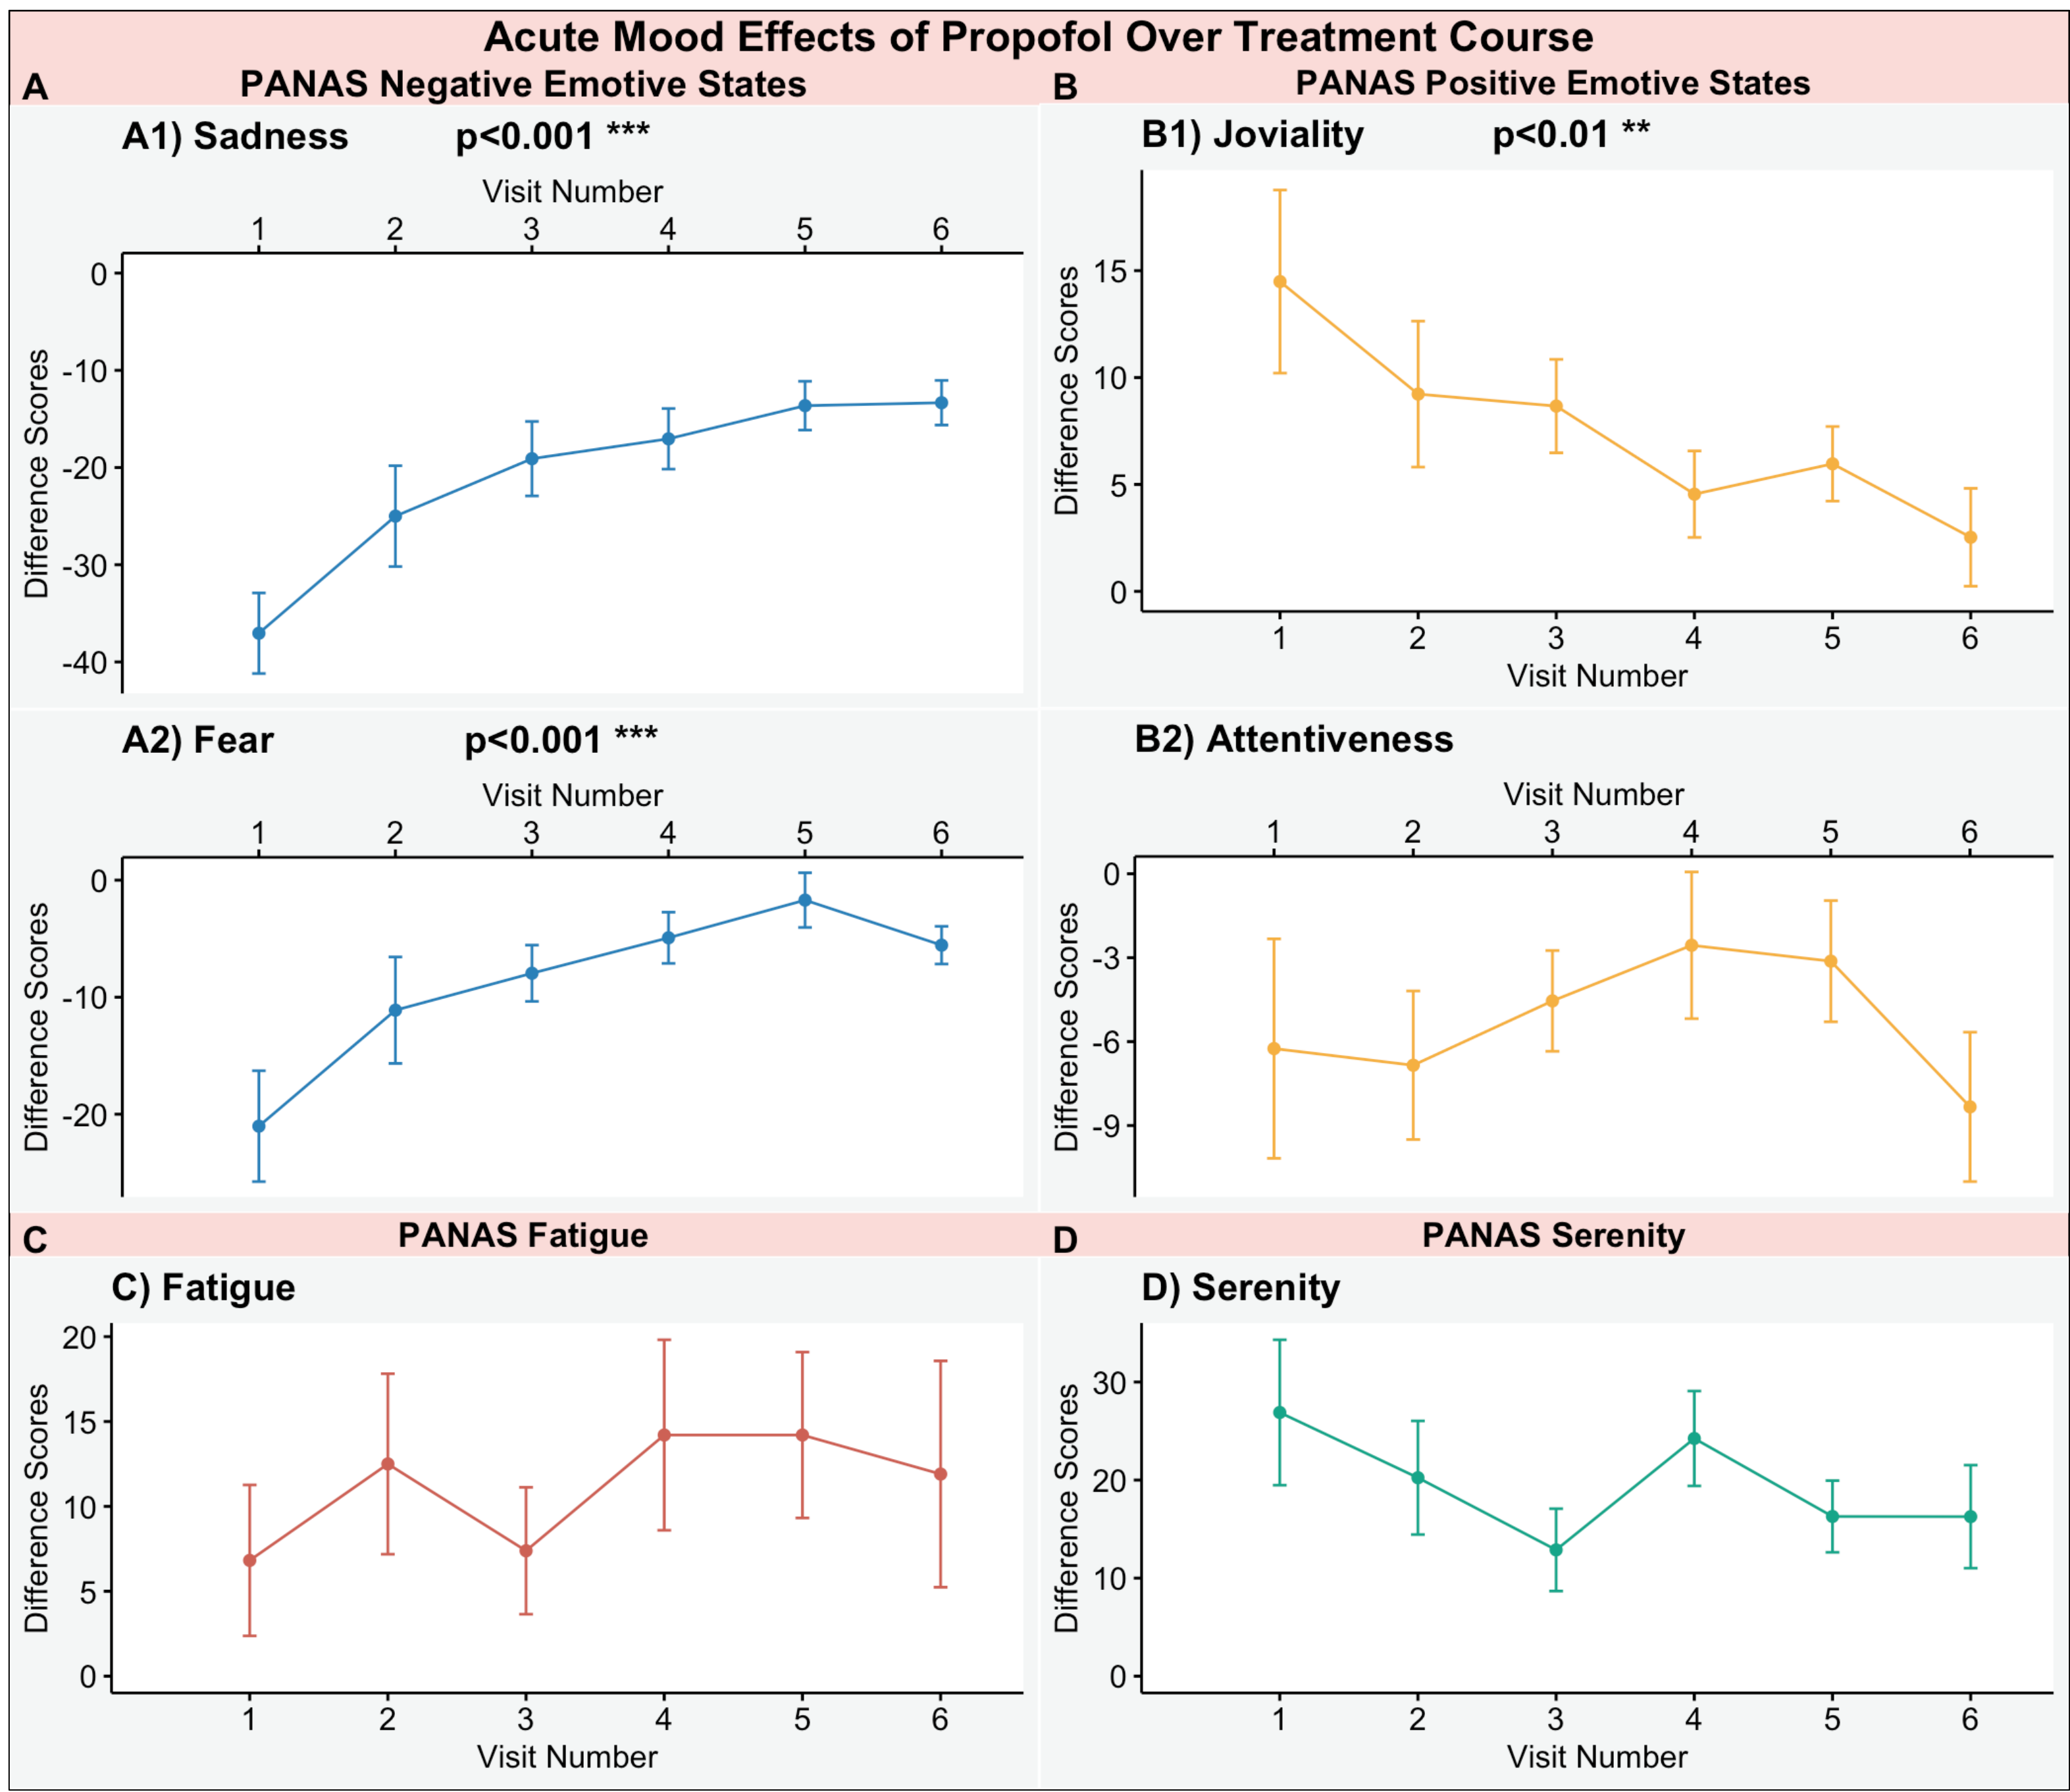 Acute Mood Effects of Propofol Over Treatment Course
A PANAS Negative Emotive States
A1) Sadness p<0.001 ***
Visit Number
1 2 3 4 5 6
Difference Scores
0
-10
-20
-30
-40
A2) Fear p<0.001 ***
Visit Number
1 2 3 4 5 6
Difference Scores
0
-10
-20
B PANAS Positive Emotive States
B1) Joviality p<0.01 **
Difference Scores
15
10
5
0
1 2 3 4 5 6
Visit Number
B2) Attentiveness
Visit Number
1 2 3 4 5 6
Difference Scores
0
-3
-6
-9
C PANAS Fatigue
C) Fatigue
Difference Scores
20
15
10
5
0
1 2 3 4 5 6
Visit Number
D PANAS Serenity
D) Serenity
Difference Scores
30
20
10
0
1 2 3 4 5 6
Visit Number